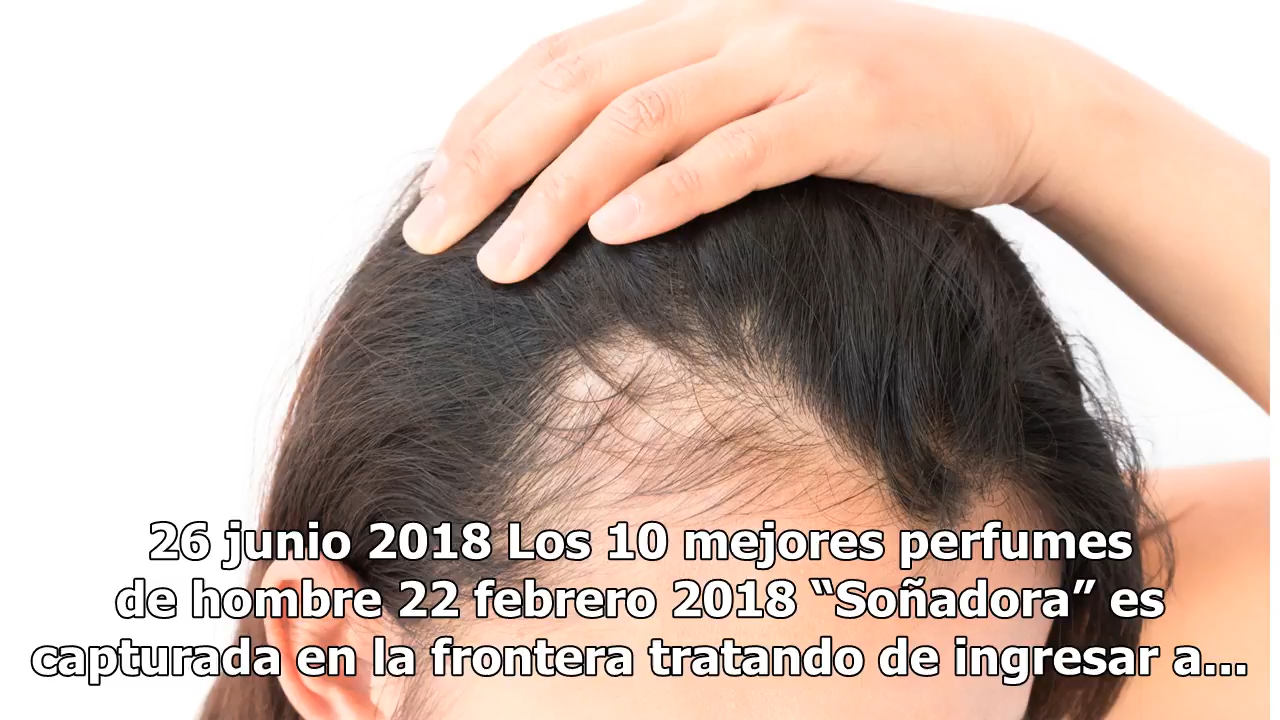 26 junio 2018 Los 10 mejores perfumes
de hombre 22 febrero 2018 “Soñadora” es
capturada en la frontera tratando de ingresar a...